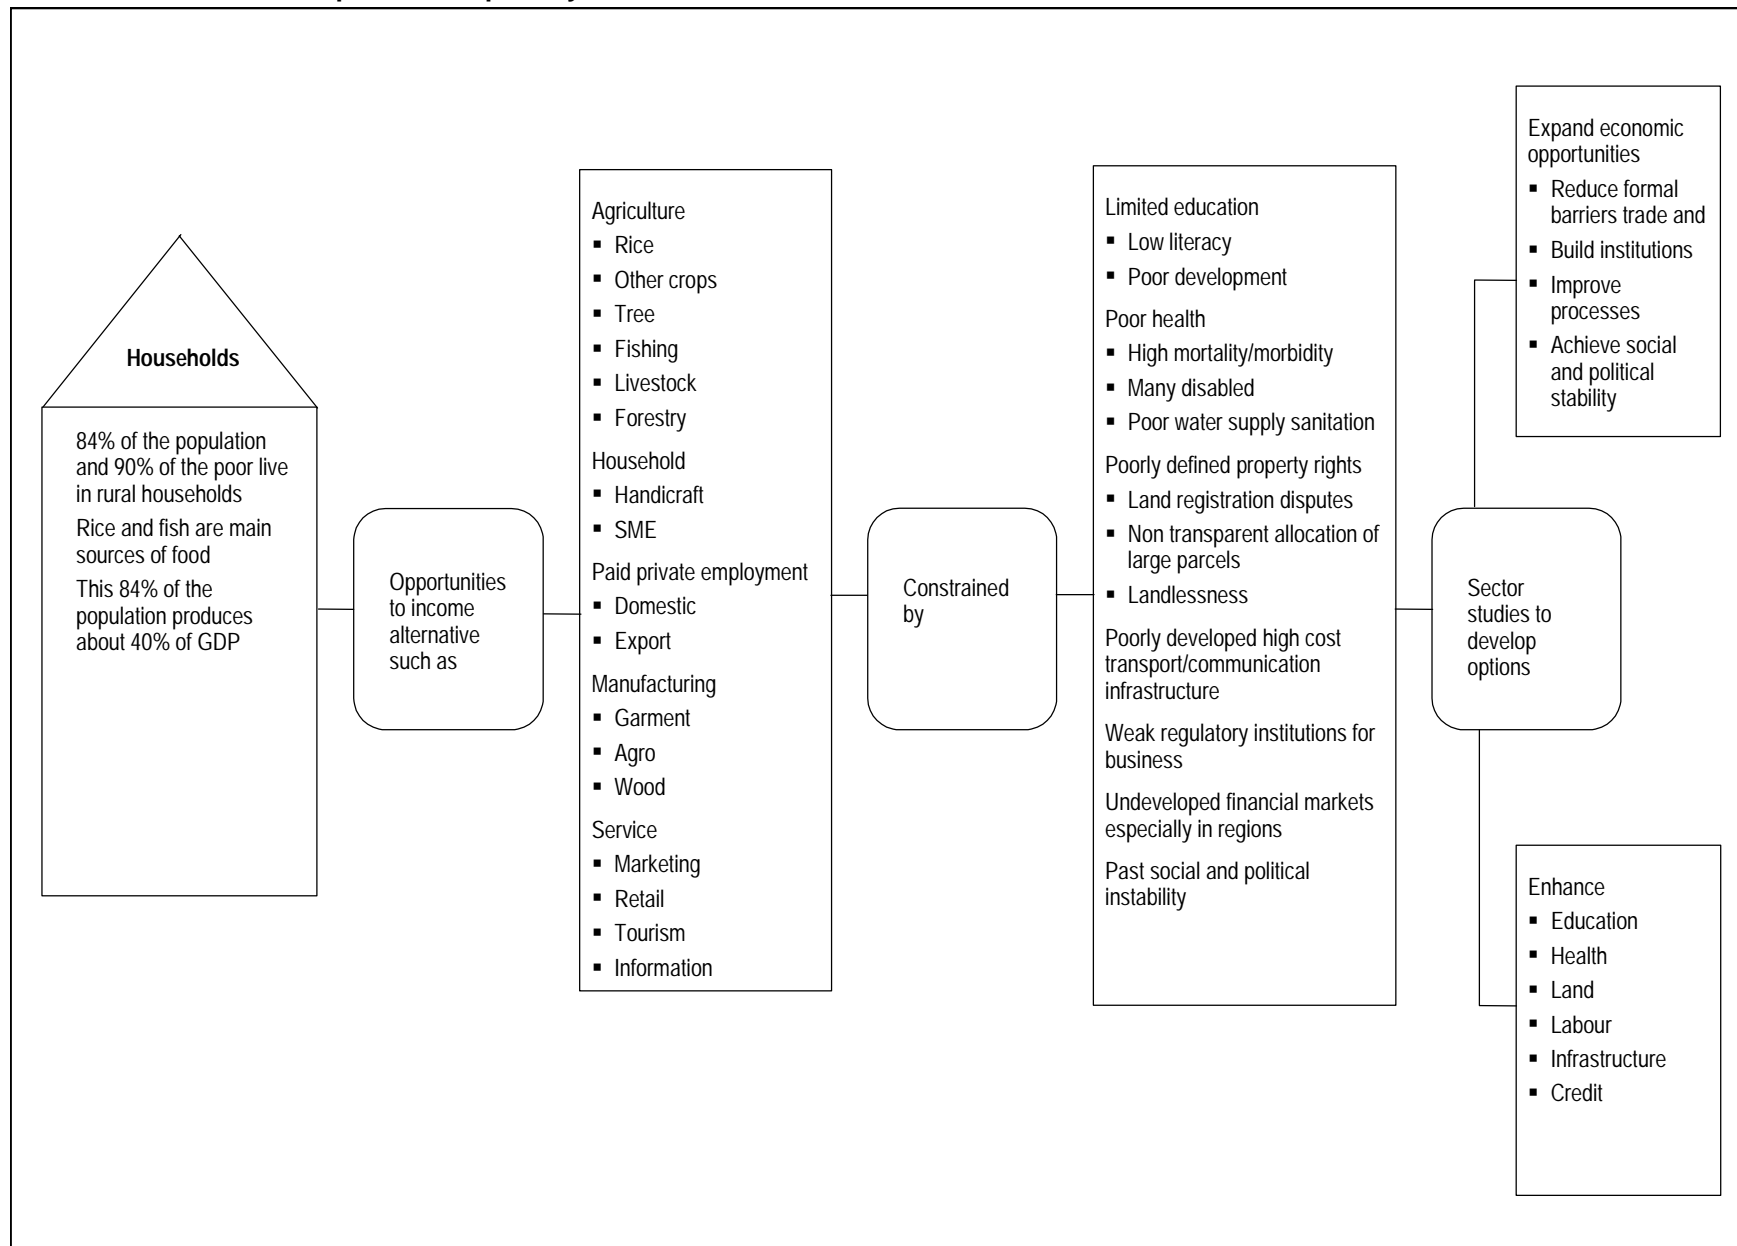 Households
84% of the population
and 90% of the poor live
in rural households
Rice and fish are main
sources of food
This 84% of the
population produces
about 40% of GDP
Opportunities
to income
alternative
such as
Agriculture
▪ Rice
▪ Other crops
▪ Tree
▪ Fishing
▪ Livestock
▪ Forestry
Household
▪ Handicraft
▪ SME
Paid private employment
▪ Domestic
▪ Export
Manufacturing
▪ Garment
▪ Agro
▪ Wood
Service
▪ Marketing
▪ Retail
▪ Tourism
▪ Information
Constrained
by
Limited education
▪ Low literacy
▪ Poor development
Poor health
▪ High mortality/morbidity
▪ Many disabled
▪ Poor water supply sanitation
Poorly defined property rights
▪ Land registration disputes
▪ Non transparent allocation of
large parcels
▪ Landlessness
Poorly developed high cost
transport/communication
infrastructure
Weak regulatory institutions for
business
Undeveloped financial markets
especially in regions
Past social and political
instability
Sector
studies to
develop
options
Expand economic
opportunities
▪ Reduce formal
barriers trade and
▪ Build institutions
▪ Improve
processes
▪ Achieve social
and political
stability
Enhance
▪ Education
▪ Health
▪ Land
▪ Labour
▪ Infrastructure
▪ Credit